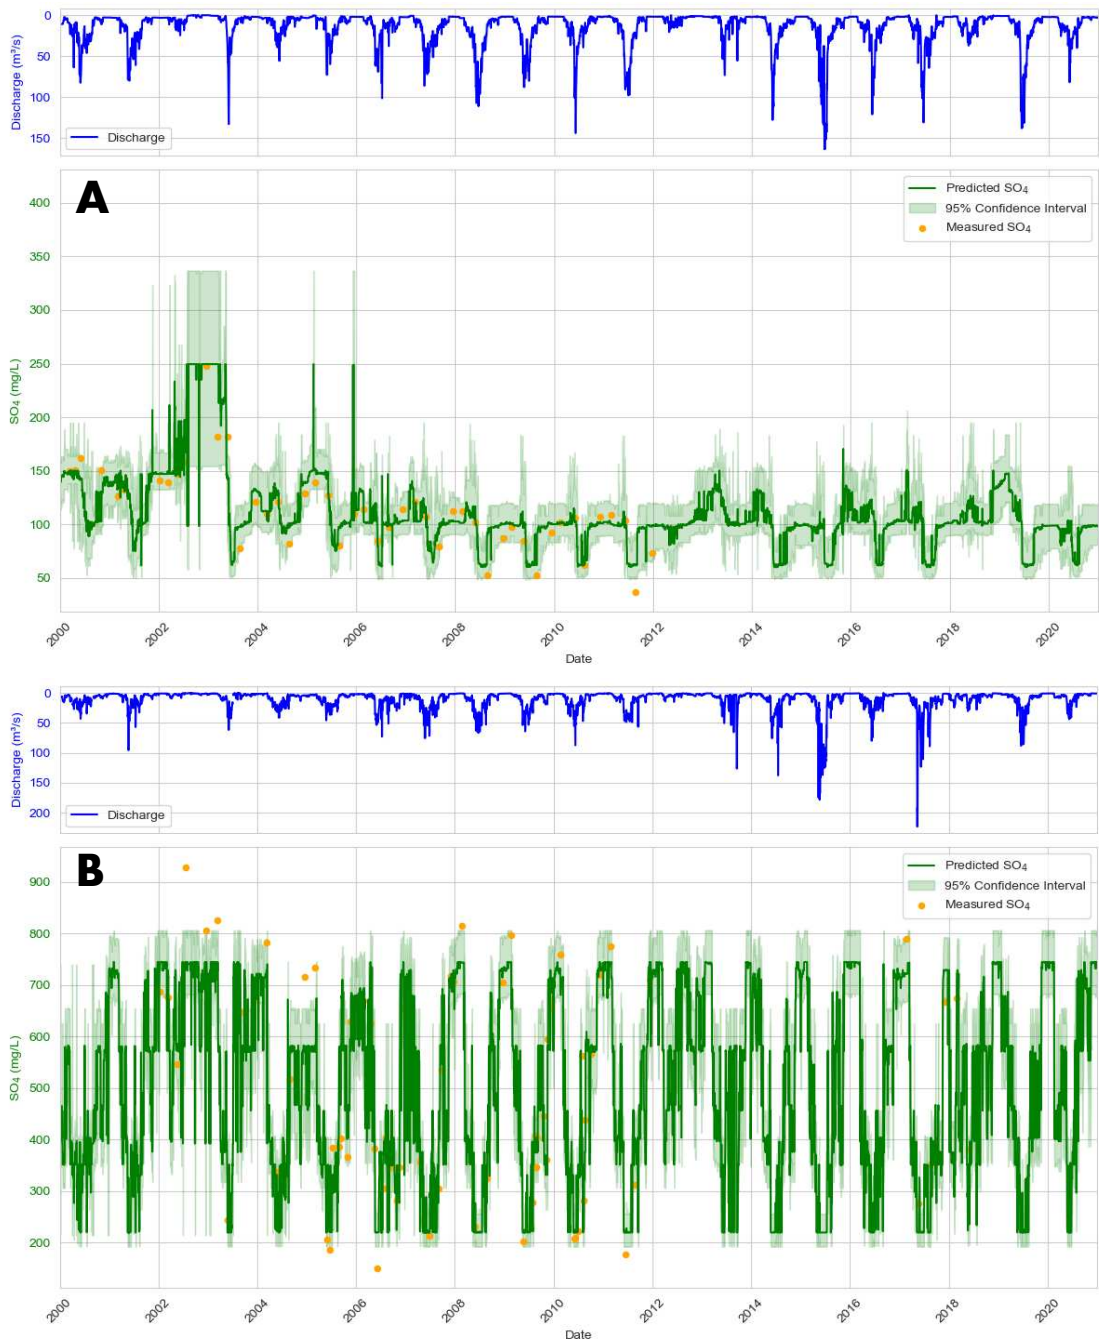 0
50
100
150
Discharge (m³/s)
Discharge
A
400
350
300
250
200
150
100
50
SO₄ (mg/L)
Predicted SO₄
95% Confidence Interval
Measured SO₄
2000 2002 2004 2006 2008 2010 2012 2014 2016 2018 2020
Date
0
50
100
150
200
Discharge (m³/s)
Discharge
B
900
800
700
600
500
400
300
200
SO₄ (mg/L)
Predicted SO₄
95% Confidence Interval
Measured SO₄
2000 2002 2004 2006 2008 2010 2012 2014 2016 2018 2020
Date